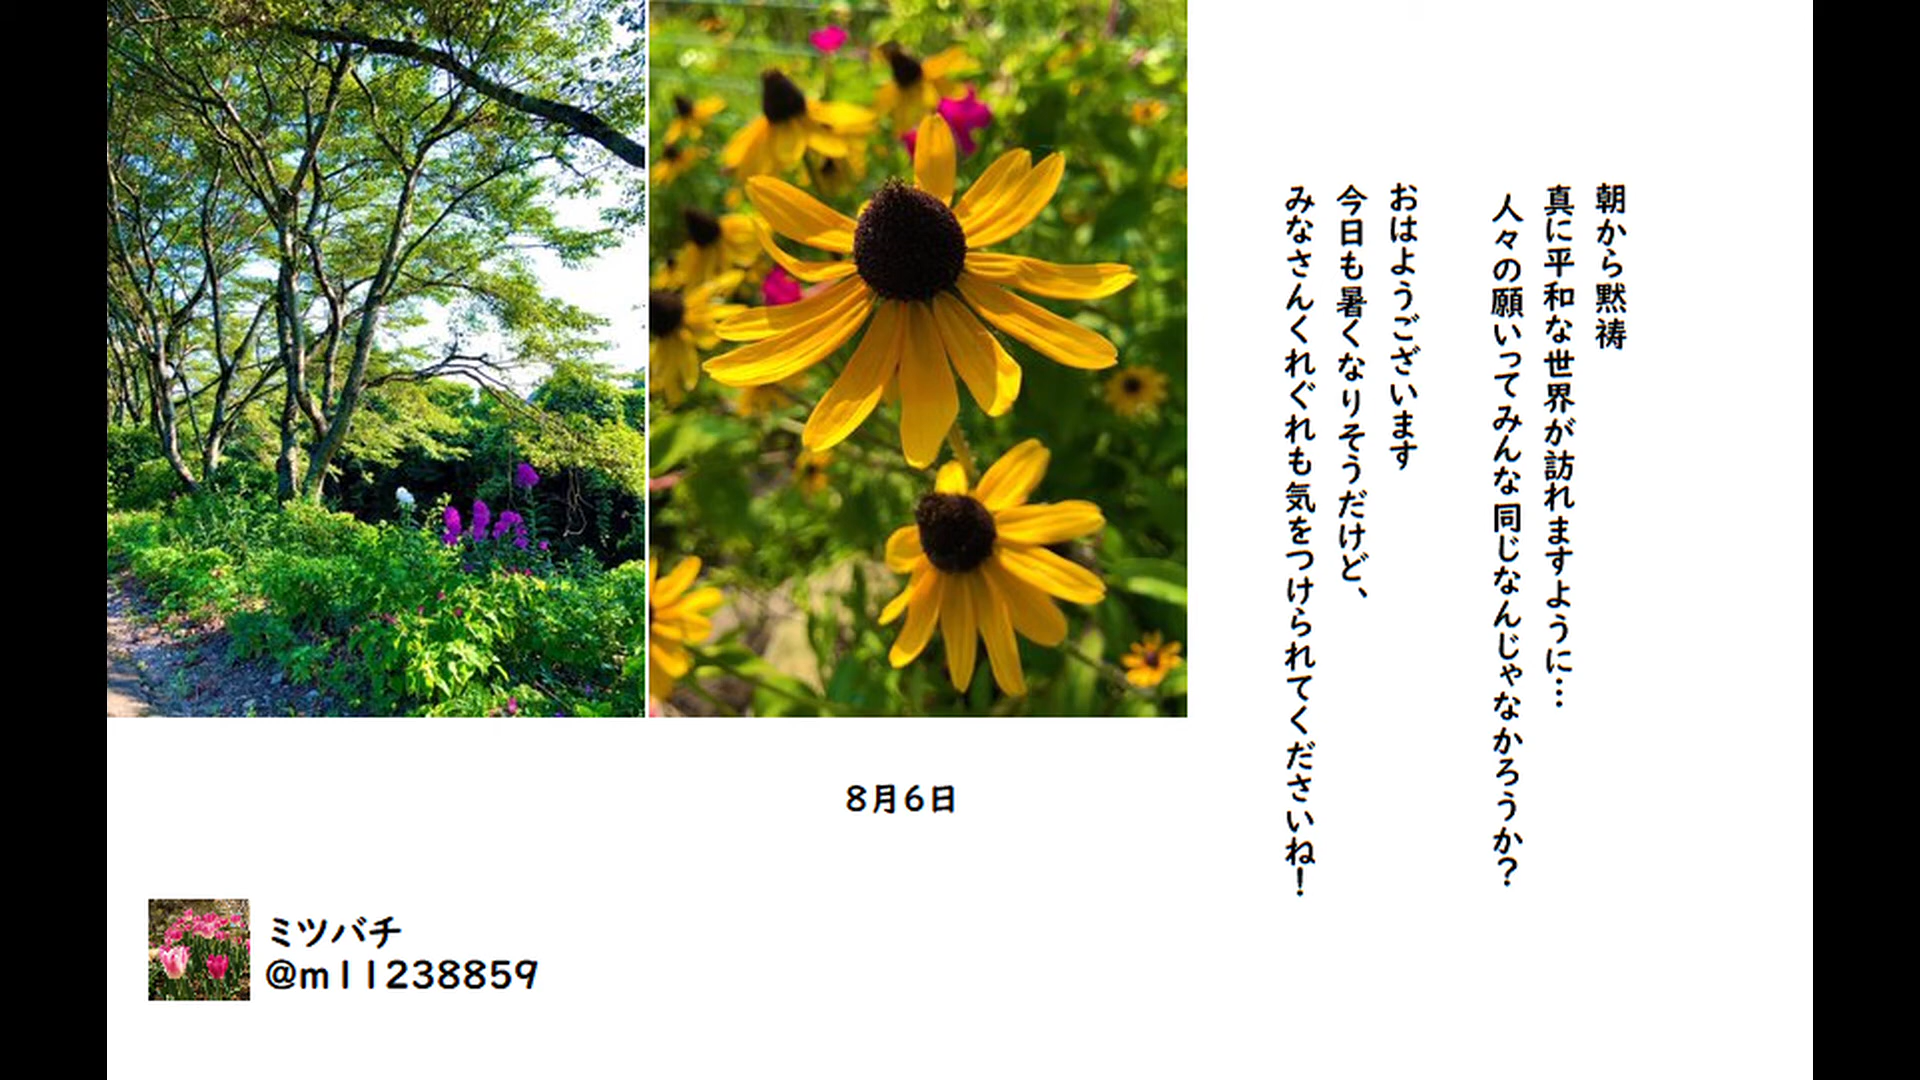 朝から黙祷
真に平和な世界が訪れますように…
人々の願いってみんな同じなんじゃなかろうか？
おはようございます
今日も暑くなりそうだけど、
みなさんくれぐれも気をつけられてくださいね！
8月6日
ミツバチ
@m11238859